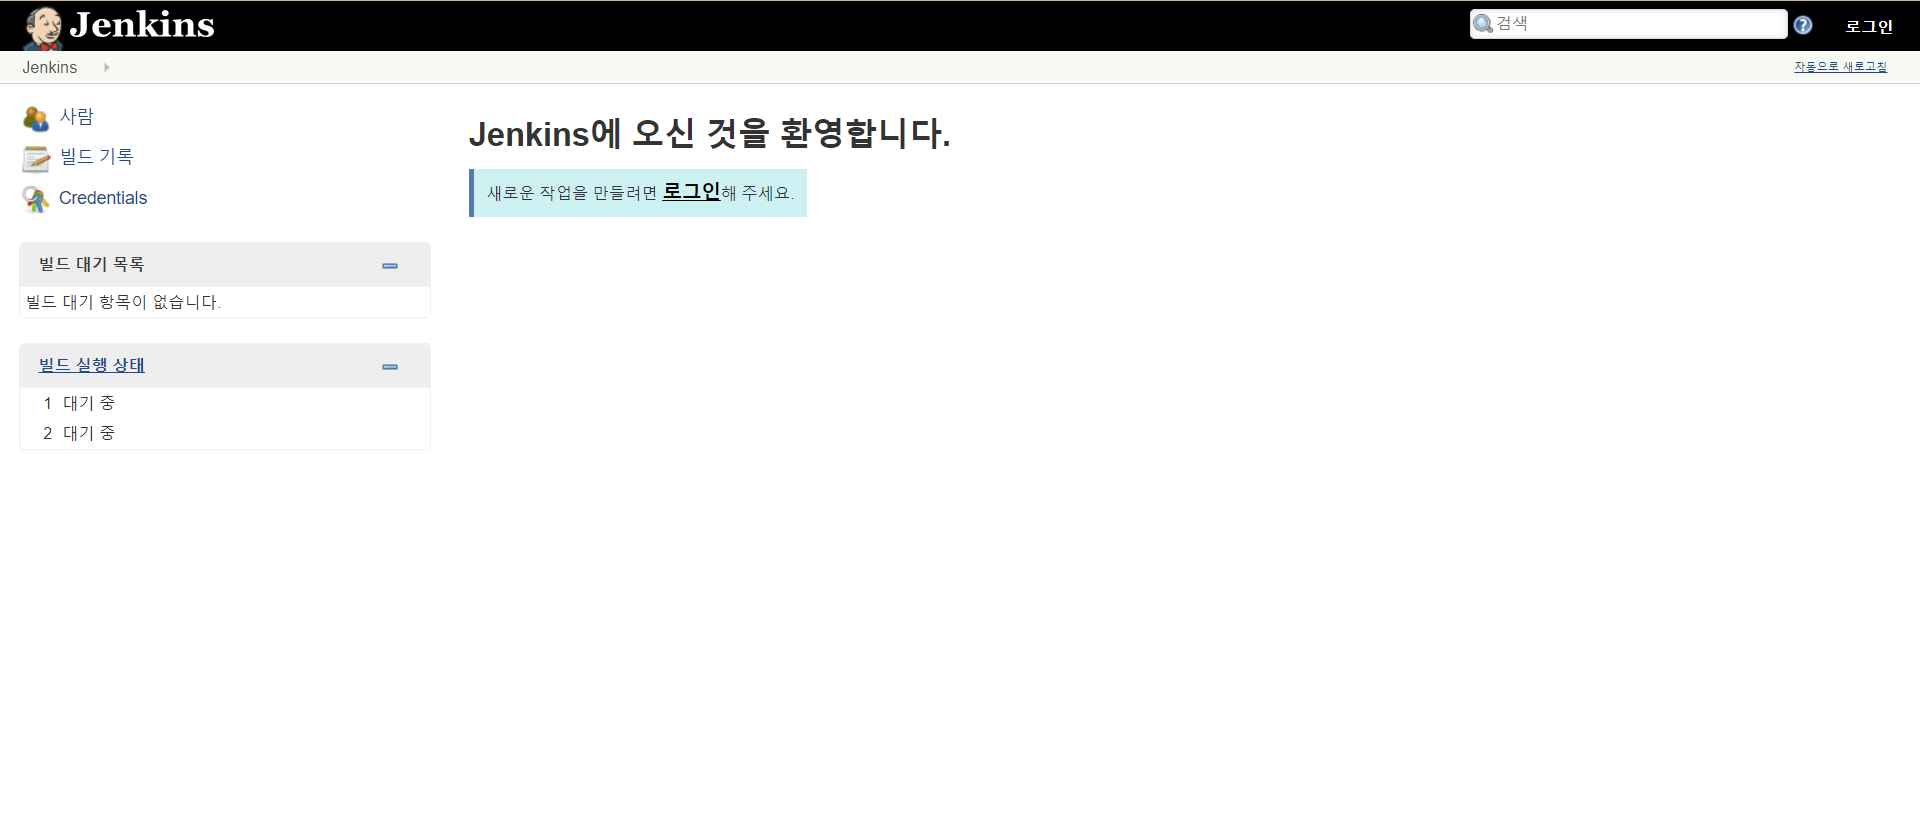 Jenkins
검색
로그인
Jenkins
자동으로 새로고침
사람
빌드 기록
Credentials
빌드 대기 목록
빌드 대기 항목이 없습니다.
빌드 실행 상태
1 대기 중
2 대기 중
Jenkins에 오신 것을 환영합니다.
새로운 작업을 만들려면 로그인해 주세요.